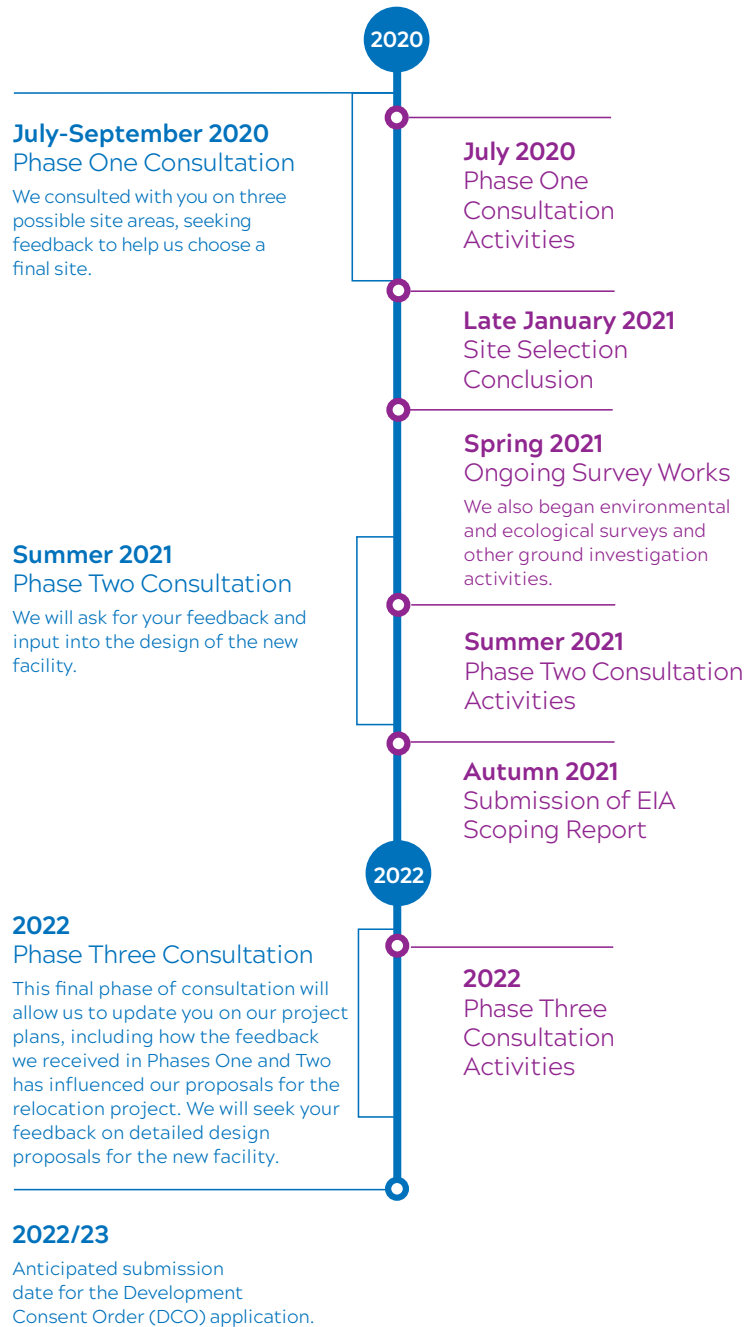 2020
July-September 2020
Phase One Consultation
We consulted with you on three
possible site areas, seeking
feedback to help us choose a
final site.
July 2020
Phase One
Consultation
Activities
Late January 2021
Site Selection
Conclusion
Spring 2021
Ongoing Survey Works
We also began environmental
and ecological surveys and
other ground investigation
activities.
Summer 2021
Phase Two Consultation
We will ask for your feedback and
input into the design of the new
facility.
Summer 2021
Phase Two Consultation
Activities
Autumn 2021
Submission of EIA
Scoping Report
2022
2022
Phase Three Consultation
This final phase of consultation will
allow us to update you on our project
plans, including how the feedback
we received in Phases One and Two
has influenced our proposals for the
relocation project. We will seek your
feedback on detailed design
proposals for the new facility.
2022
Phase Three
Consultation
Activities
2022/23
Anticipated submission
date for the Development
Consent Order (DCO) application.